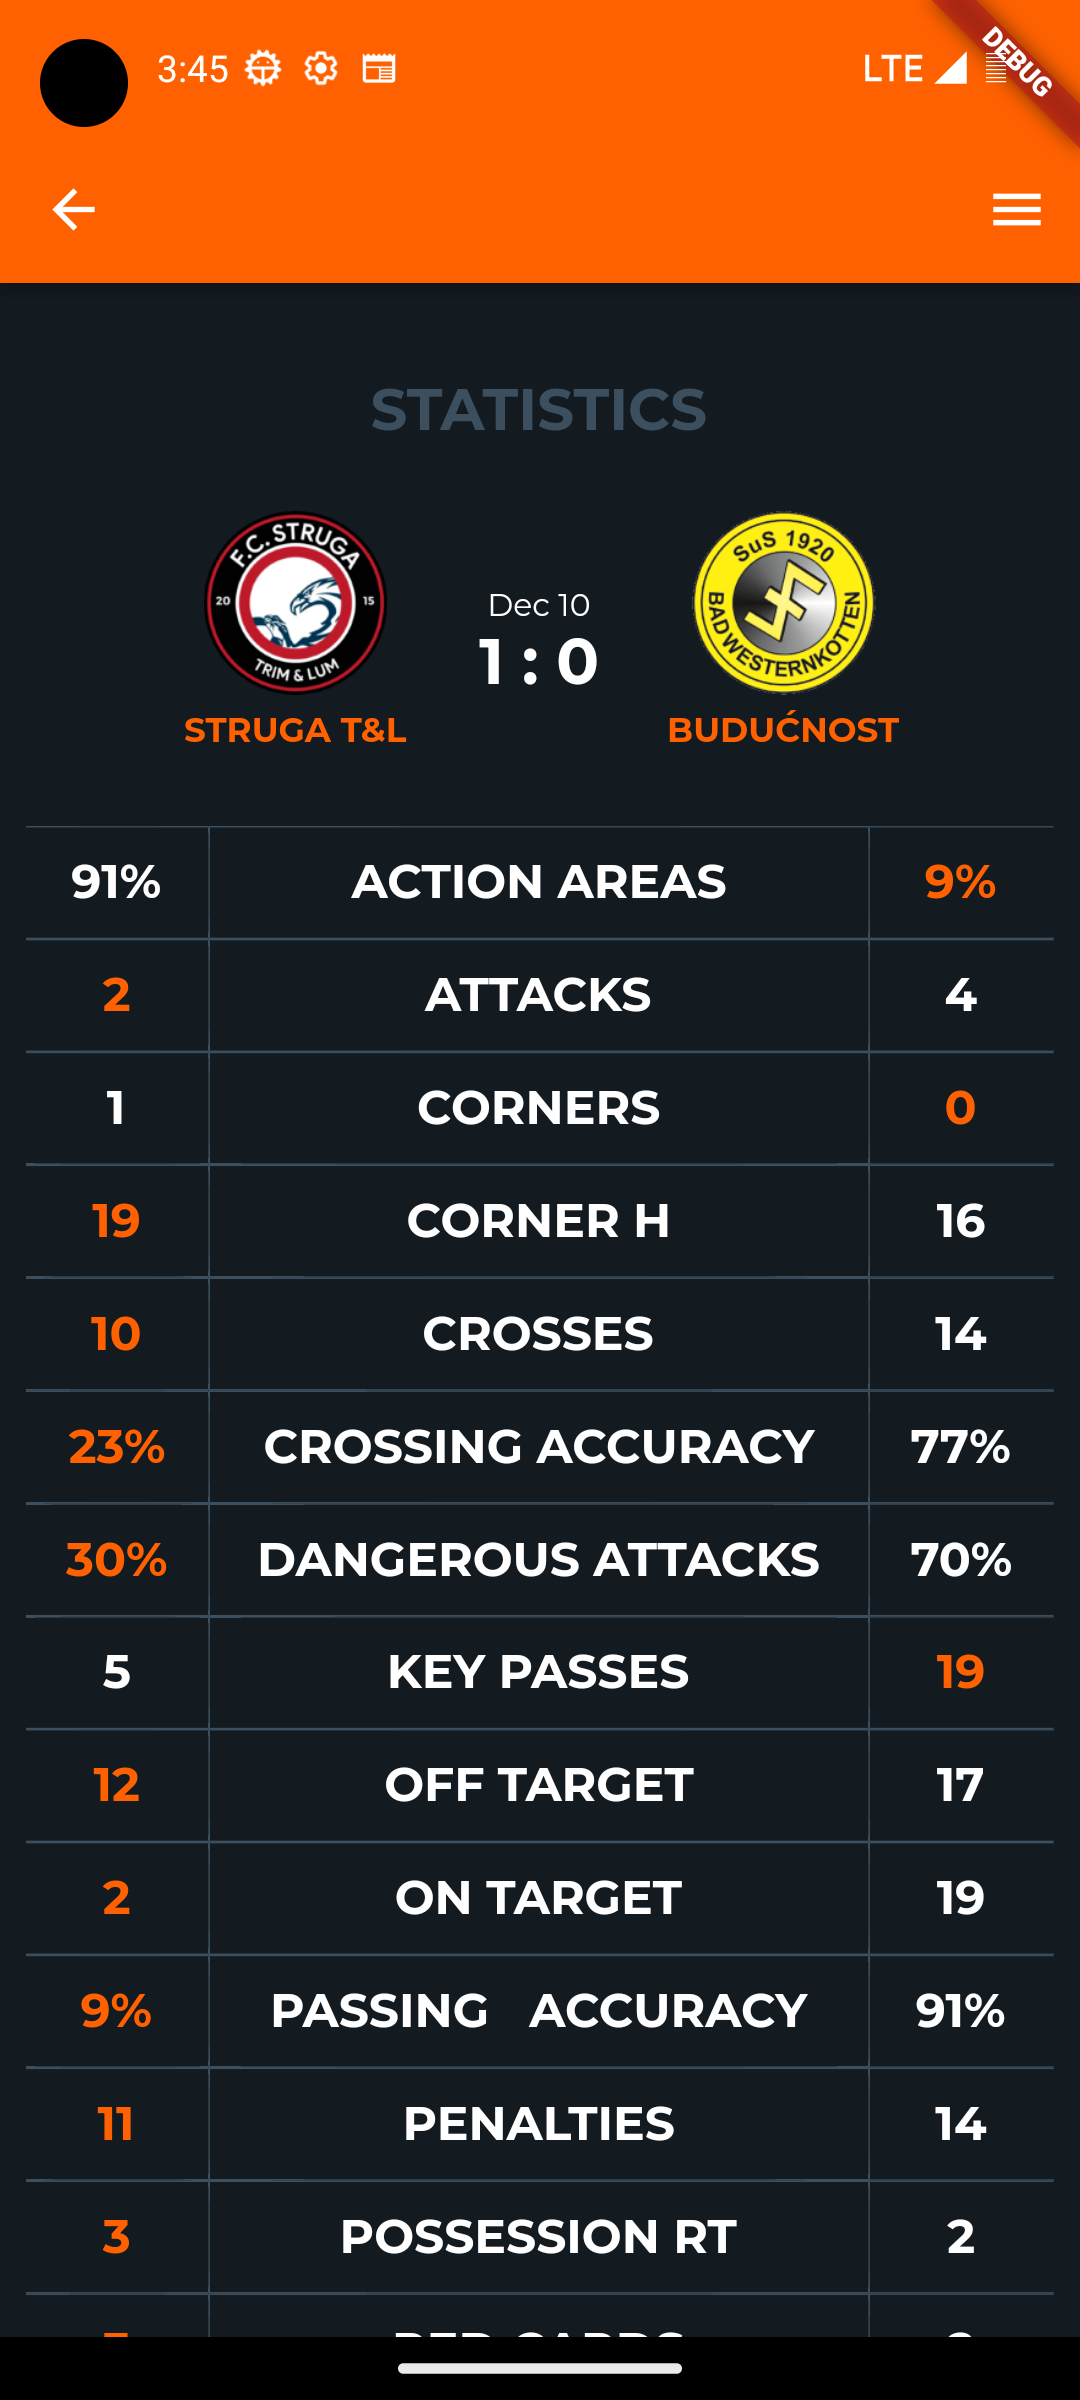 3:45 LTE
DEBUG
STATISTICS
F.C. STRUGA
20 15
TRIM & LUM
SuS 1920
BAD WESTERNKOTTEN
Dec 10
1 : 0
STRUGA T&L
BUDUĆNOST
91% ACTION AREAS 9%
2 ATTACKS 4
1 CORNERS 0
19 CORNER H 16
10 CROSSES 14
23% CROSSING ACCURACY 77%
30% DANGEROUS ATTACKS 70%
5 KEY PASSES 19
12 OFF TARGET 17
2 ON TARGET 19
9% PASSING   ACCURACY 91%
11 PENALTIES 14
3 POSSESSION RT 2